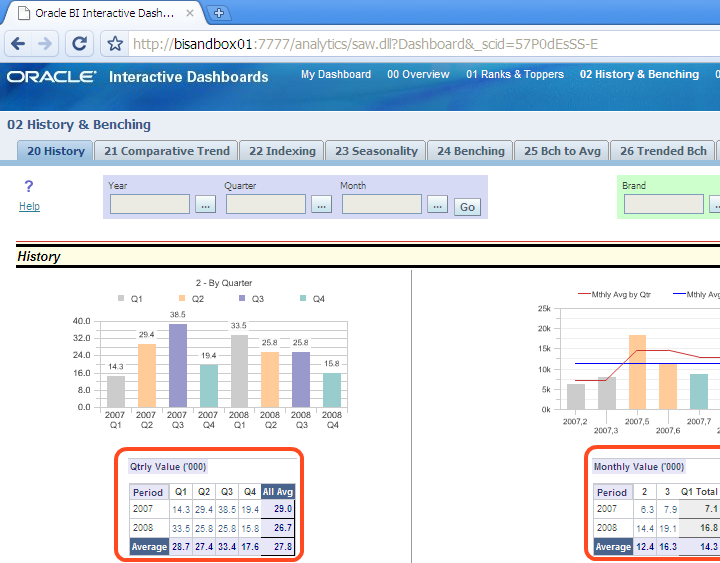 Oracle BI Interactive Dash...
http://bisandbox01:7777/analytics/saw.dll?Dashboard&_scid=57P0dEsSS-E
ORACLE Interactive Dashboards My Dashboard 00 Overview 01 Ranks & Toppers 02 History & Benching 0
02 History & Benching
20 History 21 Comparative Trend 22 Indexing 23 Seasonality 24 Benching 25 Bch to Avg 26 Trended Bch
? Year Quarter Month Brand
Help ... ... ... Go ...
History
2 - By Quarter
Q1 Q2 Q3 Q4
40.0
32.0
24.0
16.0
8.0
0.0
14.3 29.4 38.5 19.4 33.5 25.8 25.8 15.8
2007 2007 2007 2007 2008 2008 2008 2008
Q1 Q2 Q3 Q4 Q1 Q2 Q3 Q4
Mthly Avg by Qtr Mthly Avg
25k
20k
15k
10k
5k
0k
2007,2 2007,5 2007,7
2007,3 2007,6
Qtrly Value ('000)
Period Q1 Q2 Q3 Q4 All Avg
2007 14.3 29.4 38.5 19.4 29.0
2008 33.5 25.8 25.8 15.8 26.7
Average 28.7 27.4 33.4 17.6 27.8
Monthly Value ('000)
Period 2 3 Q1 Total
2007 6.3 7.9 7.1
2008 14.4 19.1 16.8
Average 12.4 16.3 14.3